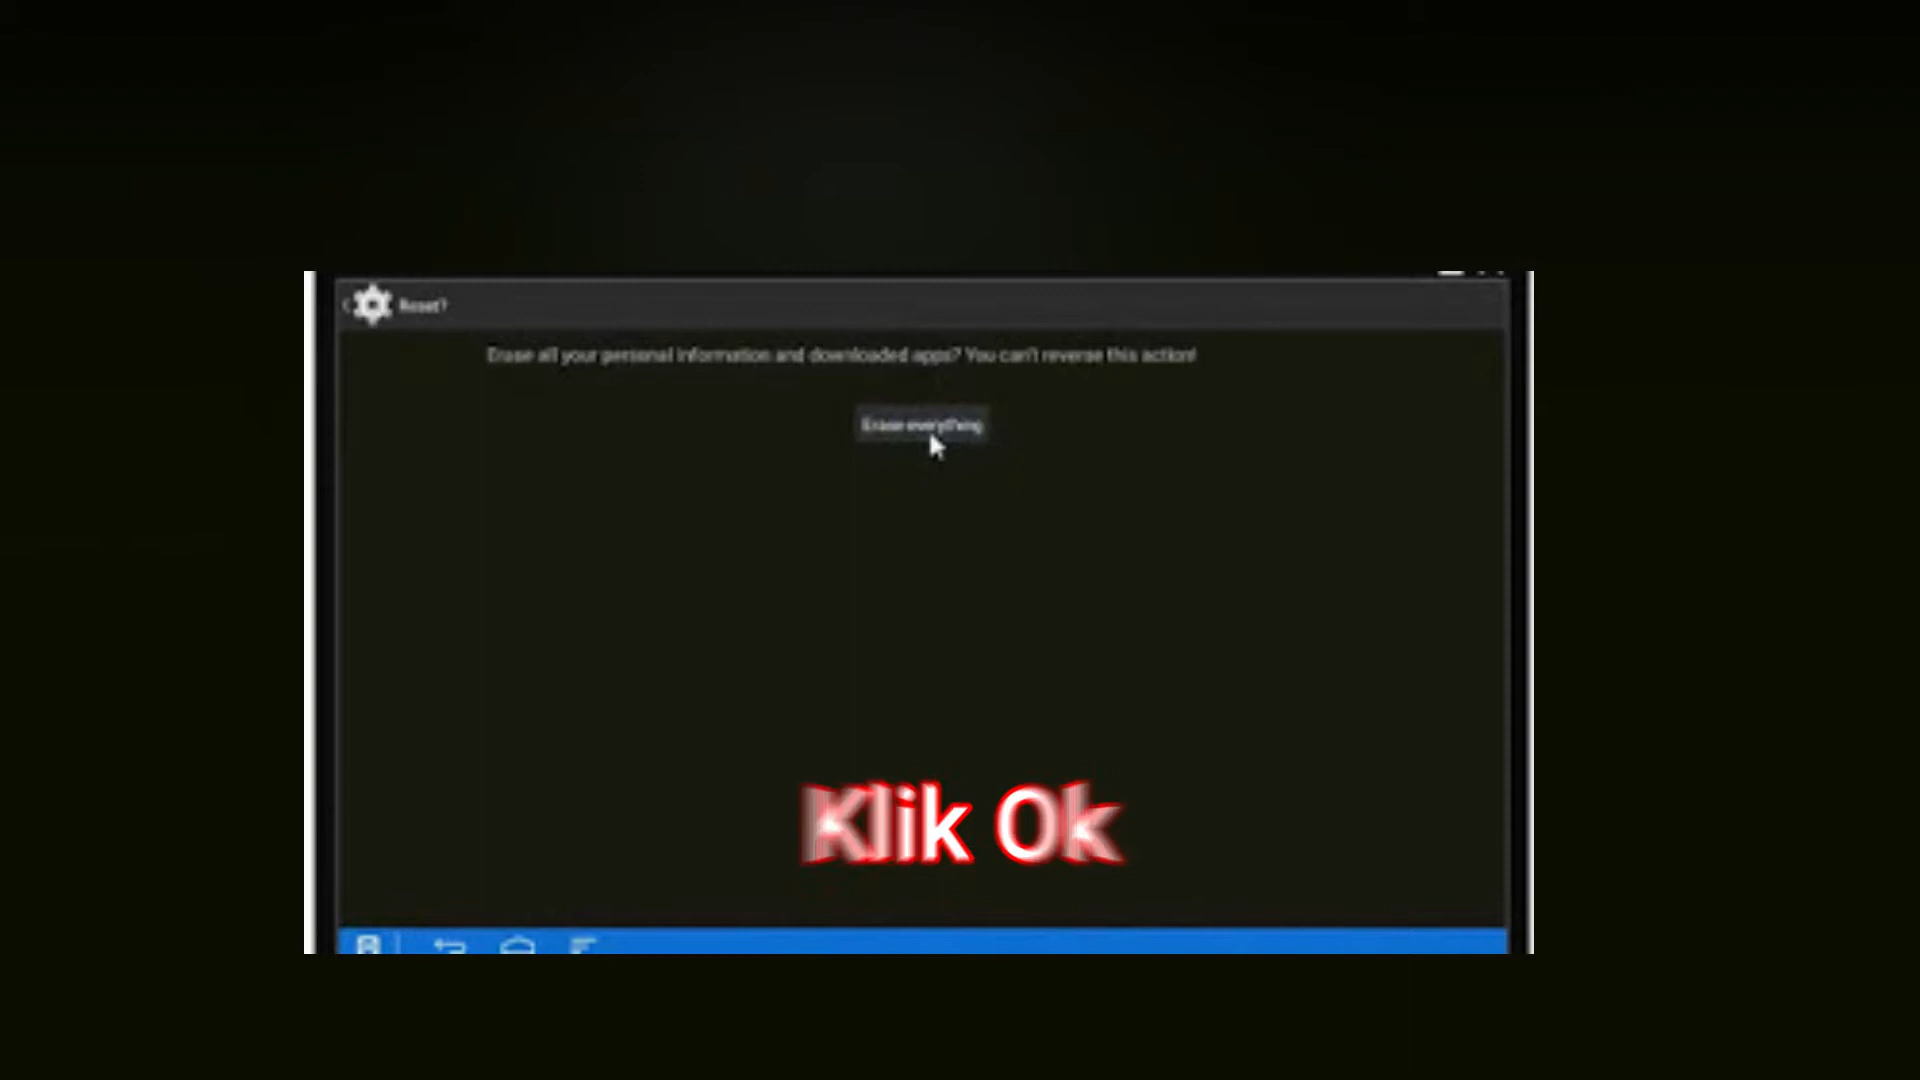 Reset?
Erase all your personal information and downloaded apps? You can't reverse this action!
Erase everything
Klik Ok